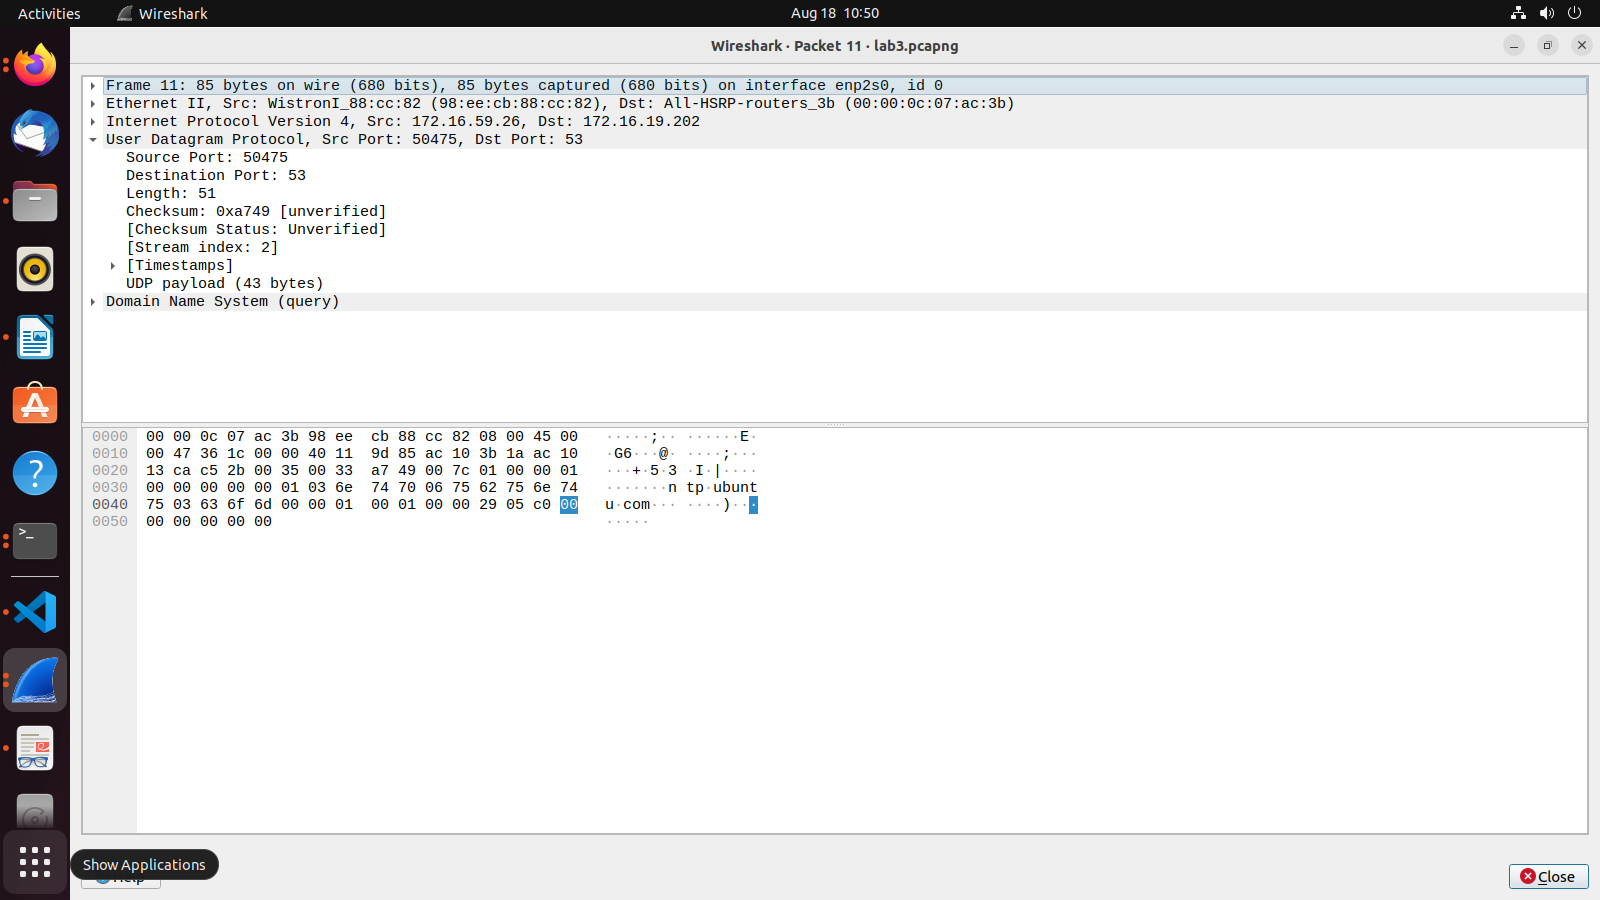 Activities
Wireshark
Aug 18 10:50
Wireshark · Packet 11 · lab3.pcapng
Frame 11: 85 bytes on wire (680 bits), 85 bytes captured (680 bits) on interface enp2s0, id 0
Ethernet II, Src: WistronI_88:cc:82 (98:ee:cb:88:cc:82), Dst: All-HSRP-routers_3b (00:00:0c:07:ac:3b)
Internet Protocol Version 4, Src: 172.16.59.26, Dst: 172.16.19.202
User Datagram Protocol, Src Port: 50475, Dst Port: 53
Source Port: 50475
Destination Port: 53
Length: 51
Checksum: 0xa749 [unverified]
[Checksum Status: Unverified]
[Stream index: 2]
[Timestamps]
UDP payload (43 bytes)
Domain Name System (query)
0000 00 00 0c 07 ac 3b 98 ee cb 88 cc 82 08 00 45 00 ·····;·· ······E·
0010 00 47 36 1c 00 00 40 11 9d 85 ac 10 3b 1a ac 10 ·G6···@· ····;···
0020 13 ca c5 2b 00 35 00 33 a7 49 00 7c 01 00 00 01 ···+·5·3 ·I·|····
0030 00 00 00 00 00 01 03 6e 74 70 06 75 62 75 6e 74 ·······n tp·ubunt
0040 75 03 63 6f 6d 00 00 01 00 01 00 00 29 05 c0 00 u·com··· ····)···
0050 00 00 00 00 00 ·····
Show Applications
Help
Close